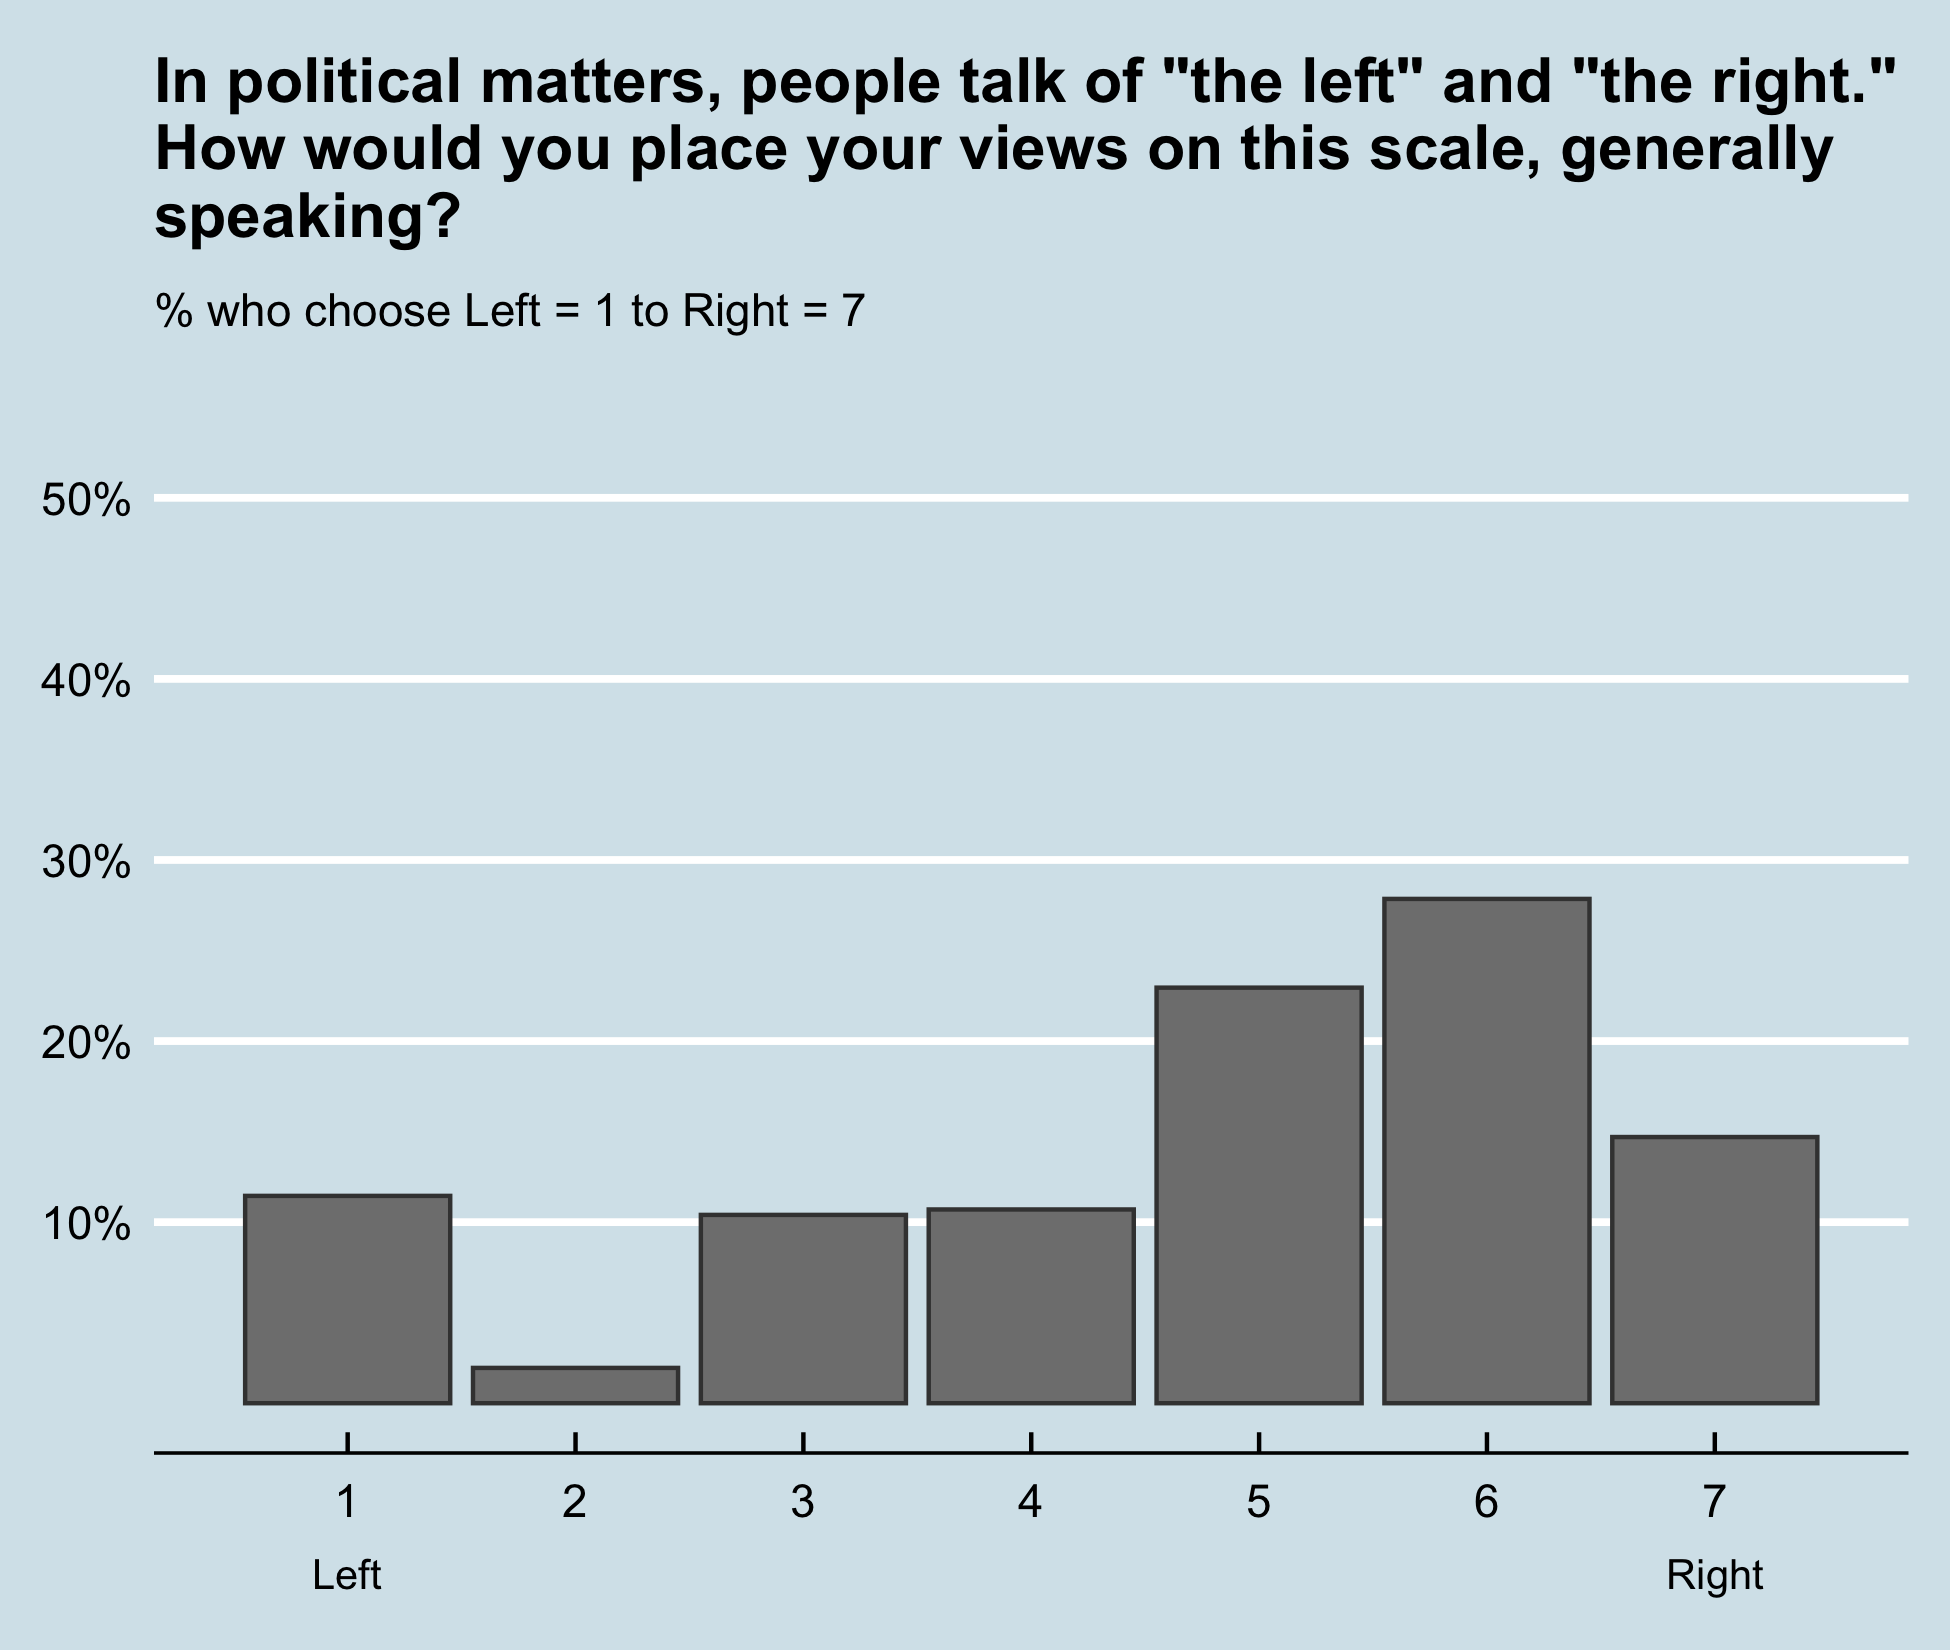 In political matters, people talk of "the left" and "the right."
How would you place your views on this scale, generally
speaking?
% who choose Left = 1 to Right = 7
50%
40%
30%
20%
10%
1 2 3 4 5 6 7
Left Right